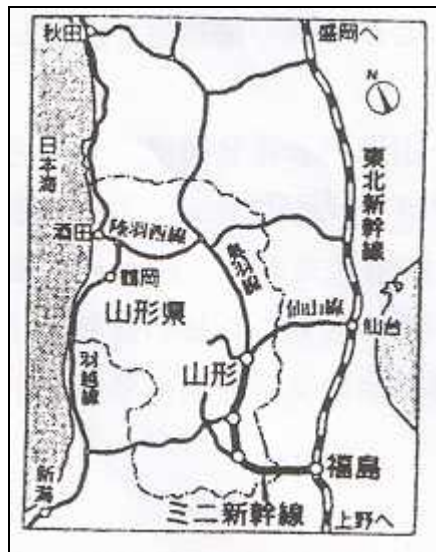 秋田
盛岡へ
N
日本海
東北新幹線
酒田
陸羽西線
奥羽線
鶴岡
仙山線
仙台
山形県
羽越線
山形
新潟
福島
ミニ新幹線
上野へ